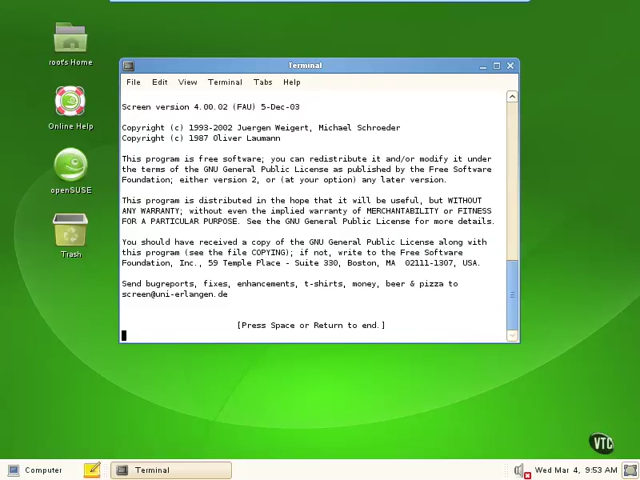 root's Home
Online Help
openSUSE
Trash
Terminal
File Edit View Terminal Tabs Help
Screen version 4.00.02 (FAU) 5-Dec-03
Copyright (c) 1993-2002 Juergen Weigert, Michael Schroeder
Copyright (c) 1987 Oliver Laumann
This program is free software; you can redistribute it and/or modify it under
the terms of the GNU General Public License as published by the Free Software
Foundation; either version 2, or (at your option) any later version.
This program is distributed in the hope that it will be useful, but WITHOUT
ANY WARRANTY; without even the implied warranty of MERCHANTABILITY or FITNESS
FOR A PARTICULAR PURPOSE. See the GNU General Public License for more details.
You should have received a copy of the GNU General Public License along with
this program (see the file COPYING); if not, write to the Free Software
Foundation, Inc., 59 Temple Place - Suite 330, Boston, MA  02111-1307, USA.
Send bugreports, fixes, enhancements, t-shirts, money, beer & pizza to
screen@uni-erlangen.de
[Press Space or Return to end.]
VTC
Computer Terminal Wed Mar 4, 9:53 AM